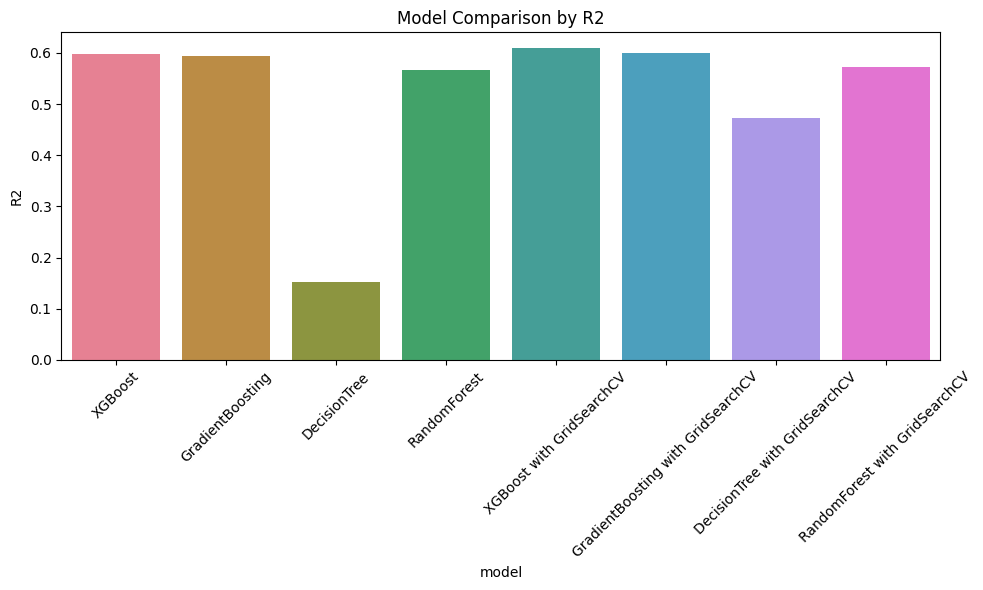 Model Comparison by R2
R2
0.6
0.5
0.4
0.3
0.2
0.1
0.0
XGBoost
GradientBoosting
DecisionTree
RandomForest
XGBoost with GridSearchCV
GradientBoosting with GridSearchCV
DecisionTree with GridSearchCV
RandomForest with GridSearchCV
model